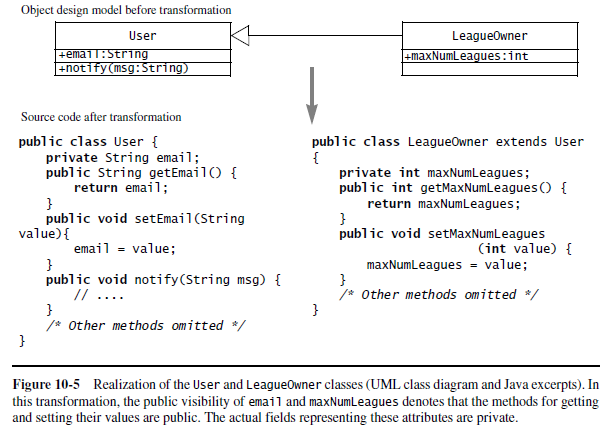 Object design model before transformation
User
LeagueOwner
+email:String
+maxNumLeagues:int
+notify(msg:String)
Source code after transformation
public class User {
private String email;
public String getEmail() {
return email;
}
public void setEmail(String
value){
email = value;
}
public void notify(String msg) {
// ....
}
/* Other methods omitted */
}
public class LeagueOwner extends User
{
private int maxNumLeagues;
public int getMaxNumLeagues() {
return maxNumLeagues;
}
public void setMaxNumLeagues
(int value) {
maxNumLeagues = value;
}
/* Other methods omitted */
}
Figure 10-5 Realization of the User and LeagueOwner classes (UML class diagram and Java excerpts). In
this transformation, the public visibility of email and maxNumLeagues denotes that the methods for getting
and setting their values are public. The actual fields representing these attributes are private.